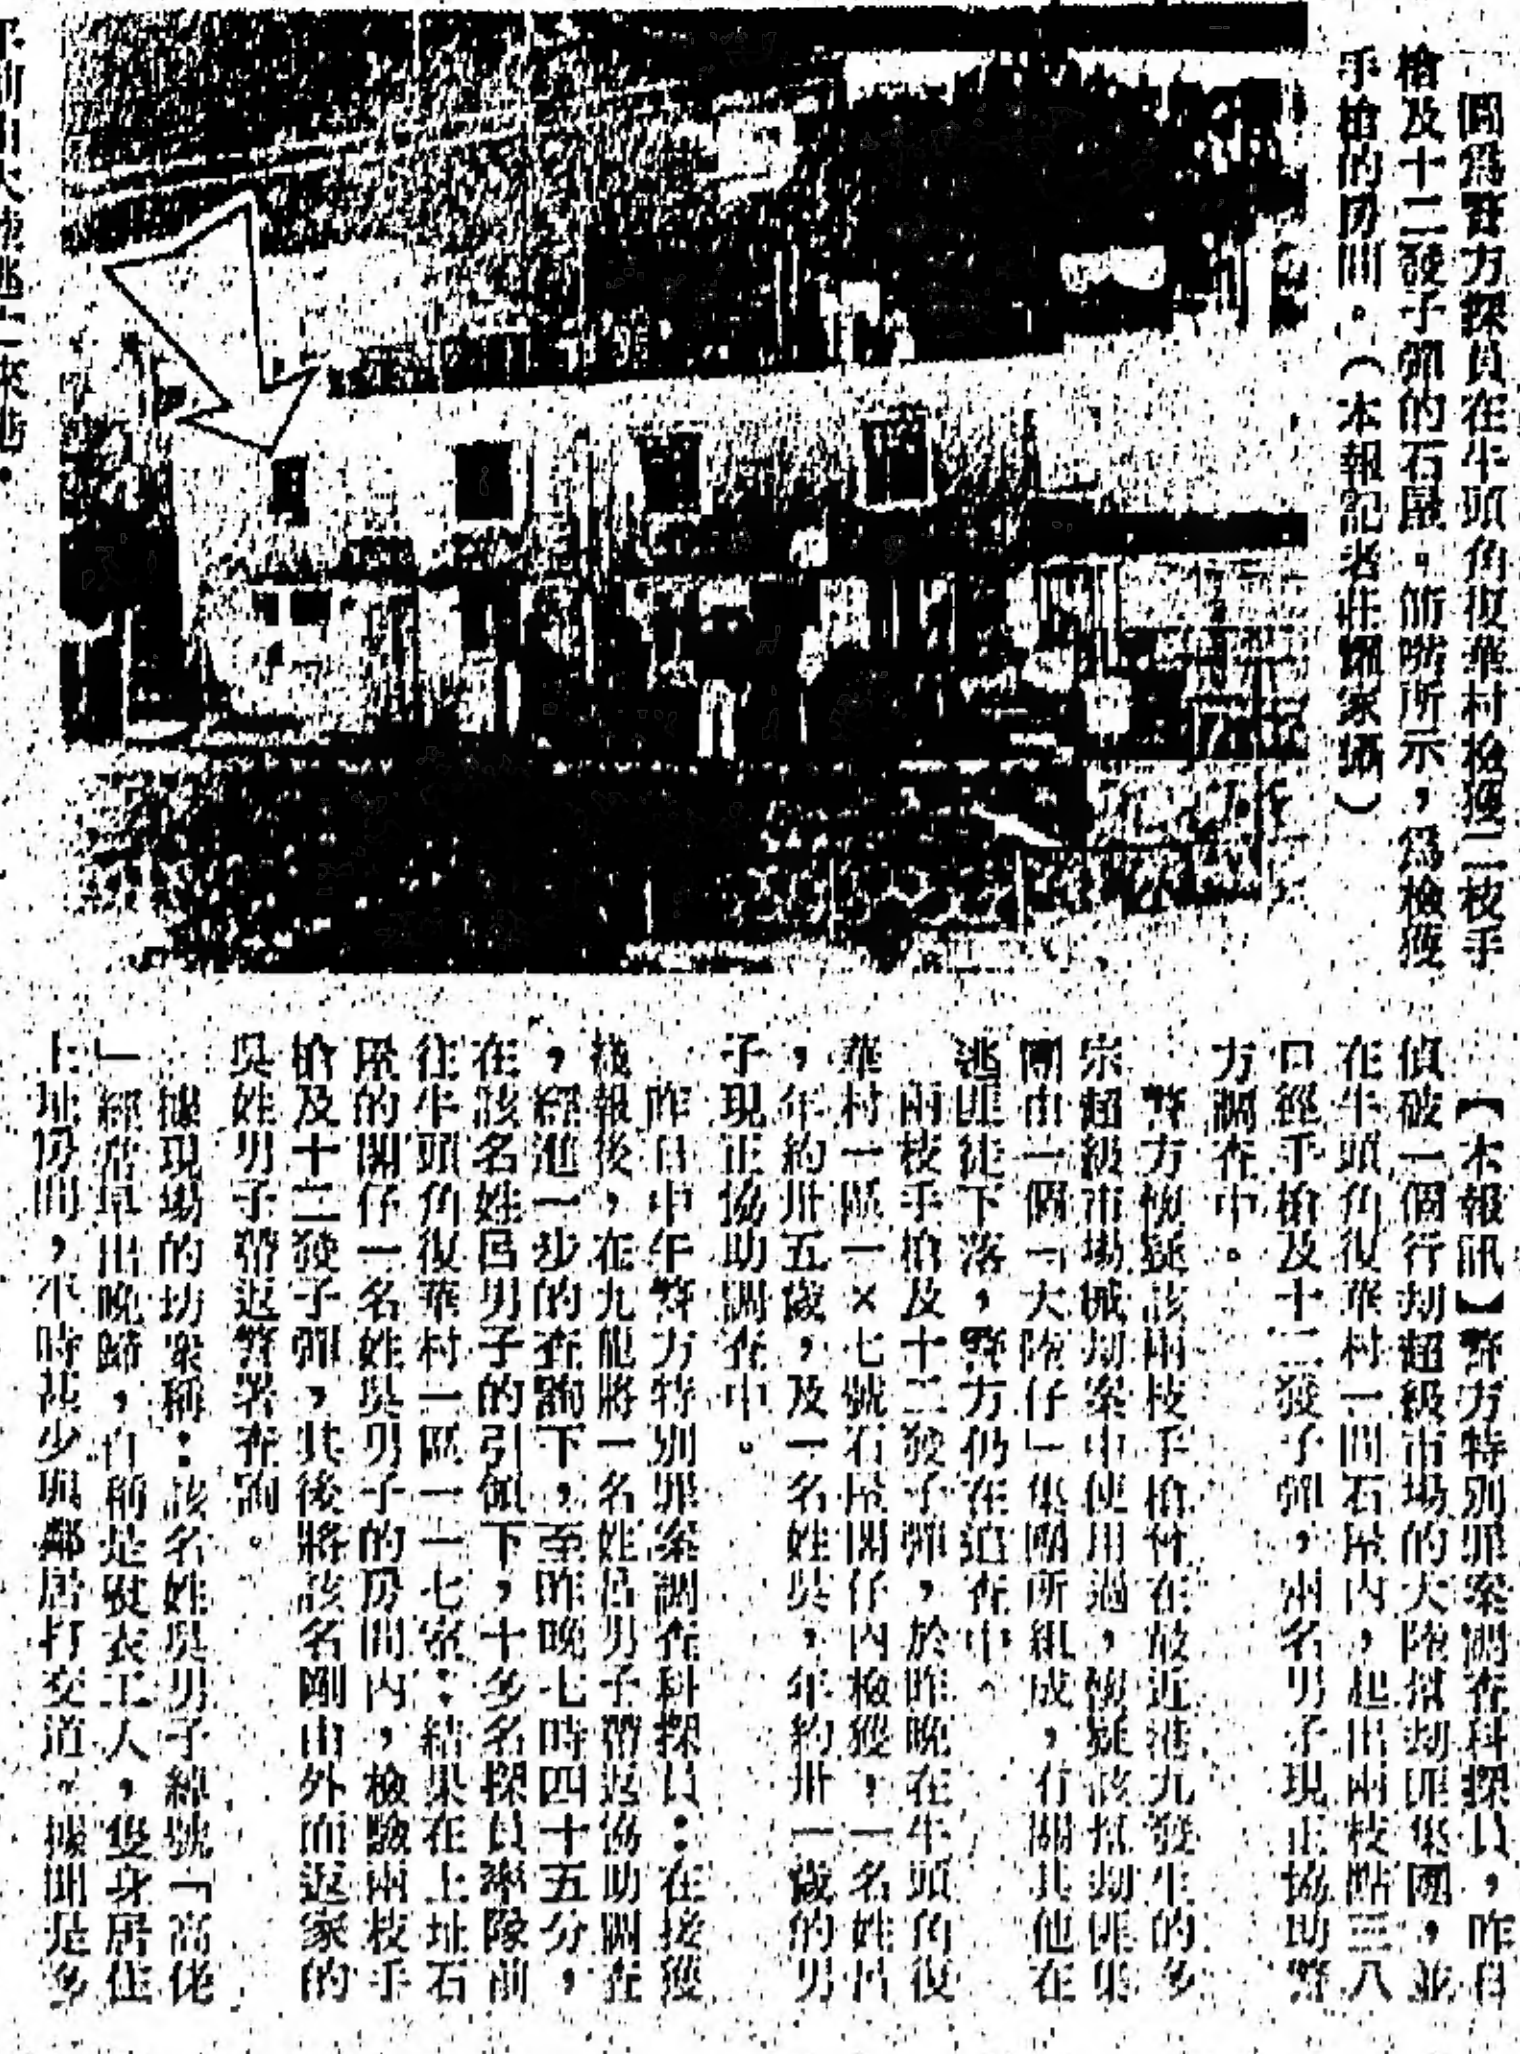 圖爲警方探員在牛頭角復華村檢獲二枝手
槍及十二發子彈的石屋。箭嘴所示，爲檢獲
手槍的房間。（本報記者莊耀家攝）
【本報訊】警方特別罪案調查科探員，昨日
偵破一個行劫超級市場的大陸幫劫匪集團，並
在牛頭角復華村一間石屋內，起出兩枝點三八
口徑手槍及十二發子彈，兩名男子現正協助警
方調查中。
警方懷疑該兩枝手槍曾在最近港九發生的多
宗超級市場械劫案中使用過，懷疑該幫劫匪集
團由一個「大陸仔」集團所組成，有關其他在
逃匪徒下落，警方仍在追查中。
兩枝手槍及十二發子彈，於昨晚在牛頭角復
華村一區一×七號石屋閣仔內檢獲，一名姓呂
，年約卅五歲，及一名姓吳，年約卅一歲的男
子現正協助調查中。
昨日中午警方特別罪案調查科探員：在接獲
綫報後，在九龍將一名姓呂男子帶返協助調查
，經進一步的查詢下，至昨晚七時四十五分，
在該名姓呂男子的引領下，十多名探員率隊前
往牛頭角復華村一區一一七家：結果在上址石
屋的閣仔一名姓吳男子的房間內，檢驗兩枝手
槍及十二發子彈，其後將該名剛由外面返家的
吳姓男子帶返警署查詢。
據現場的坊衆稱：該名姓吳男子綽號「高佬
」經常早出晚歸，自稱是製衣工人，隻身居住
上址房間，平時甚少與鄰居打交道。據聞是多
年前由大陸逃亡來港。